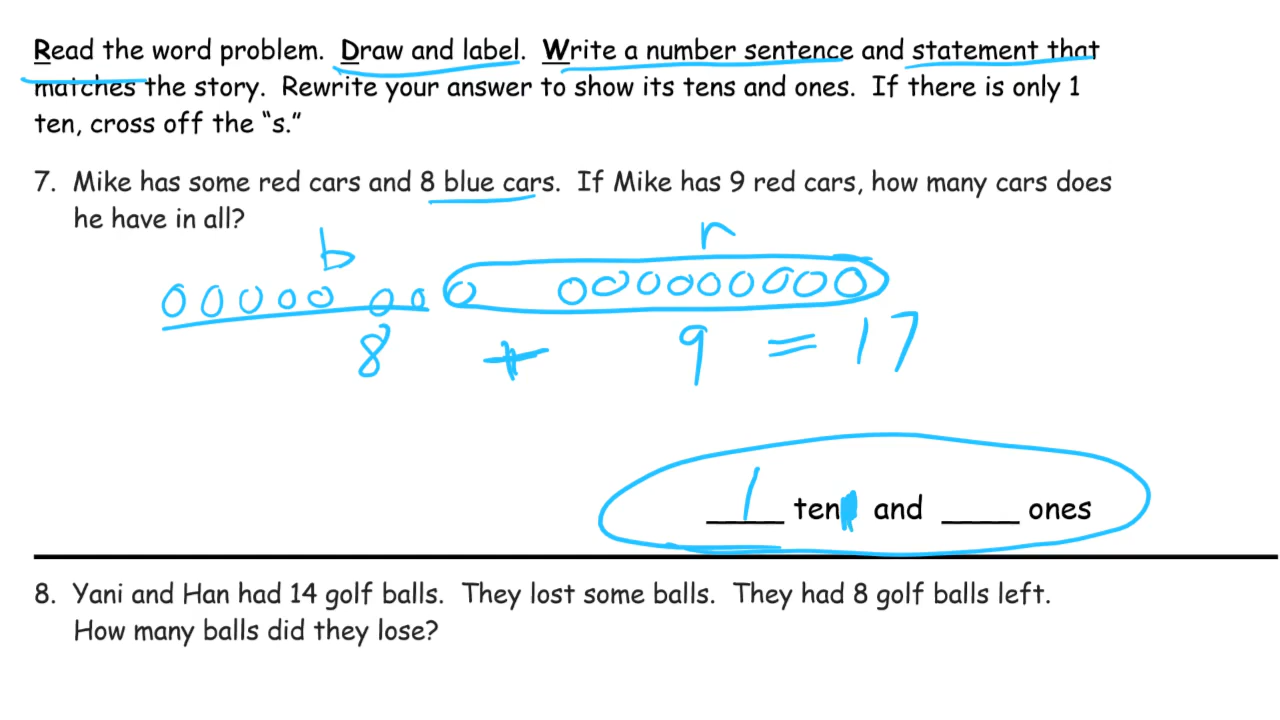 Read the word problem. Draw and label. Write a number sentence and statement that
matches the story. Rewrite your answer to show its tens and ones. If there is only 1
ten, cross off the “s.”
7. Mike has some red cars and 8 blue cars. If Mike has 9 red cars, how many cars does
he have in all?
b r
8 + 9 = 17
1 ten and ____ ones
8. Yani and Han had 14 golf balls. They lost some balls. They had 8 golf balls left.
How many balls did they lose?